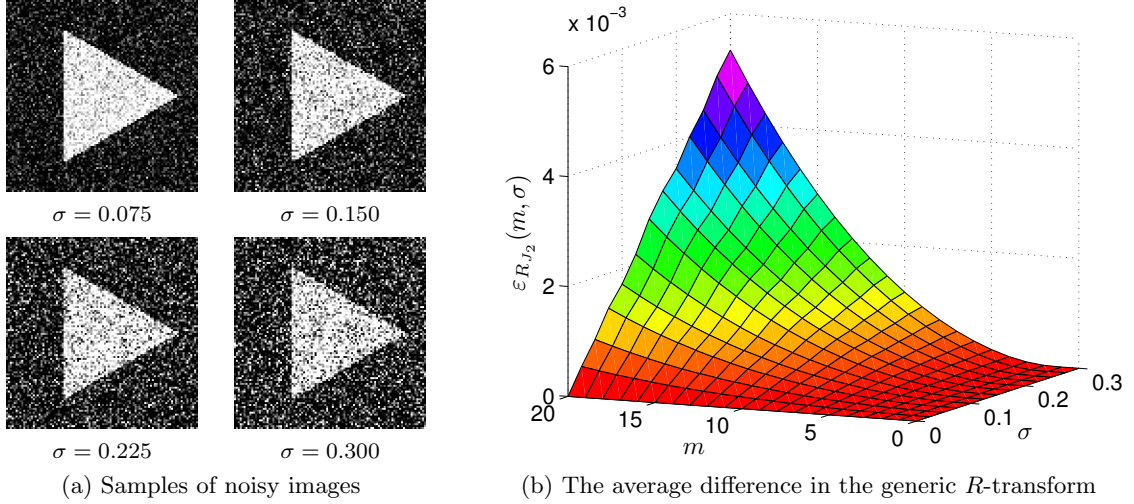 σ = 0.075
σ = 0.150
σ = 0.225
σ = 0.300
(a) Samples of noisy images
x 10⁻³
6
4
2
0
ε_{R_{J_2}}(m, σ)
20
15
10
5
0
m
0
0.1
0.2
0.3
σ
(b) The average difference in the generic R-transform